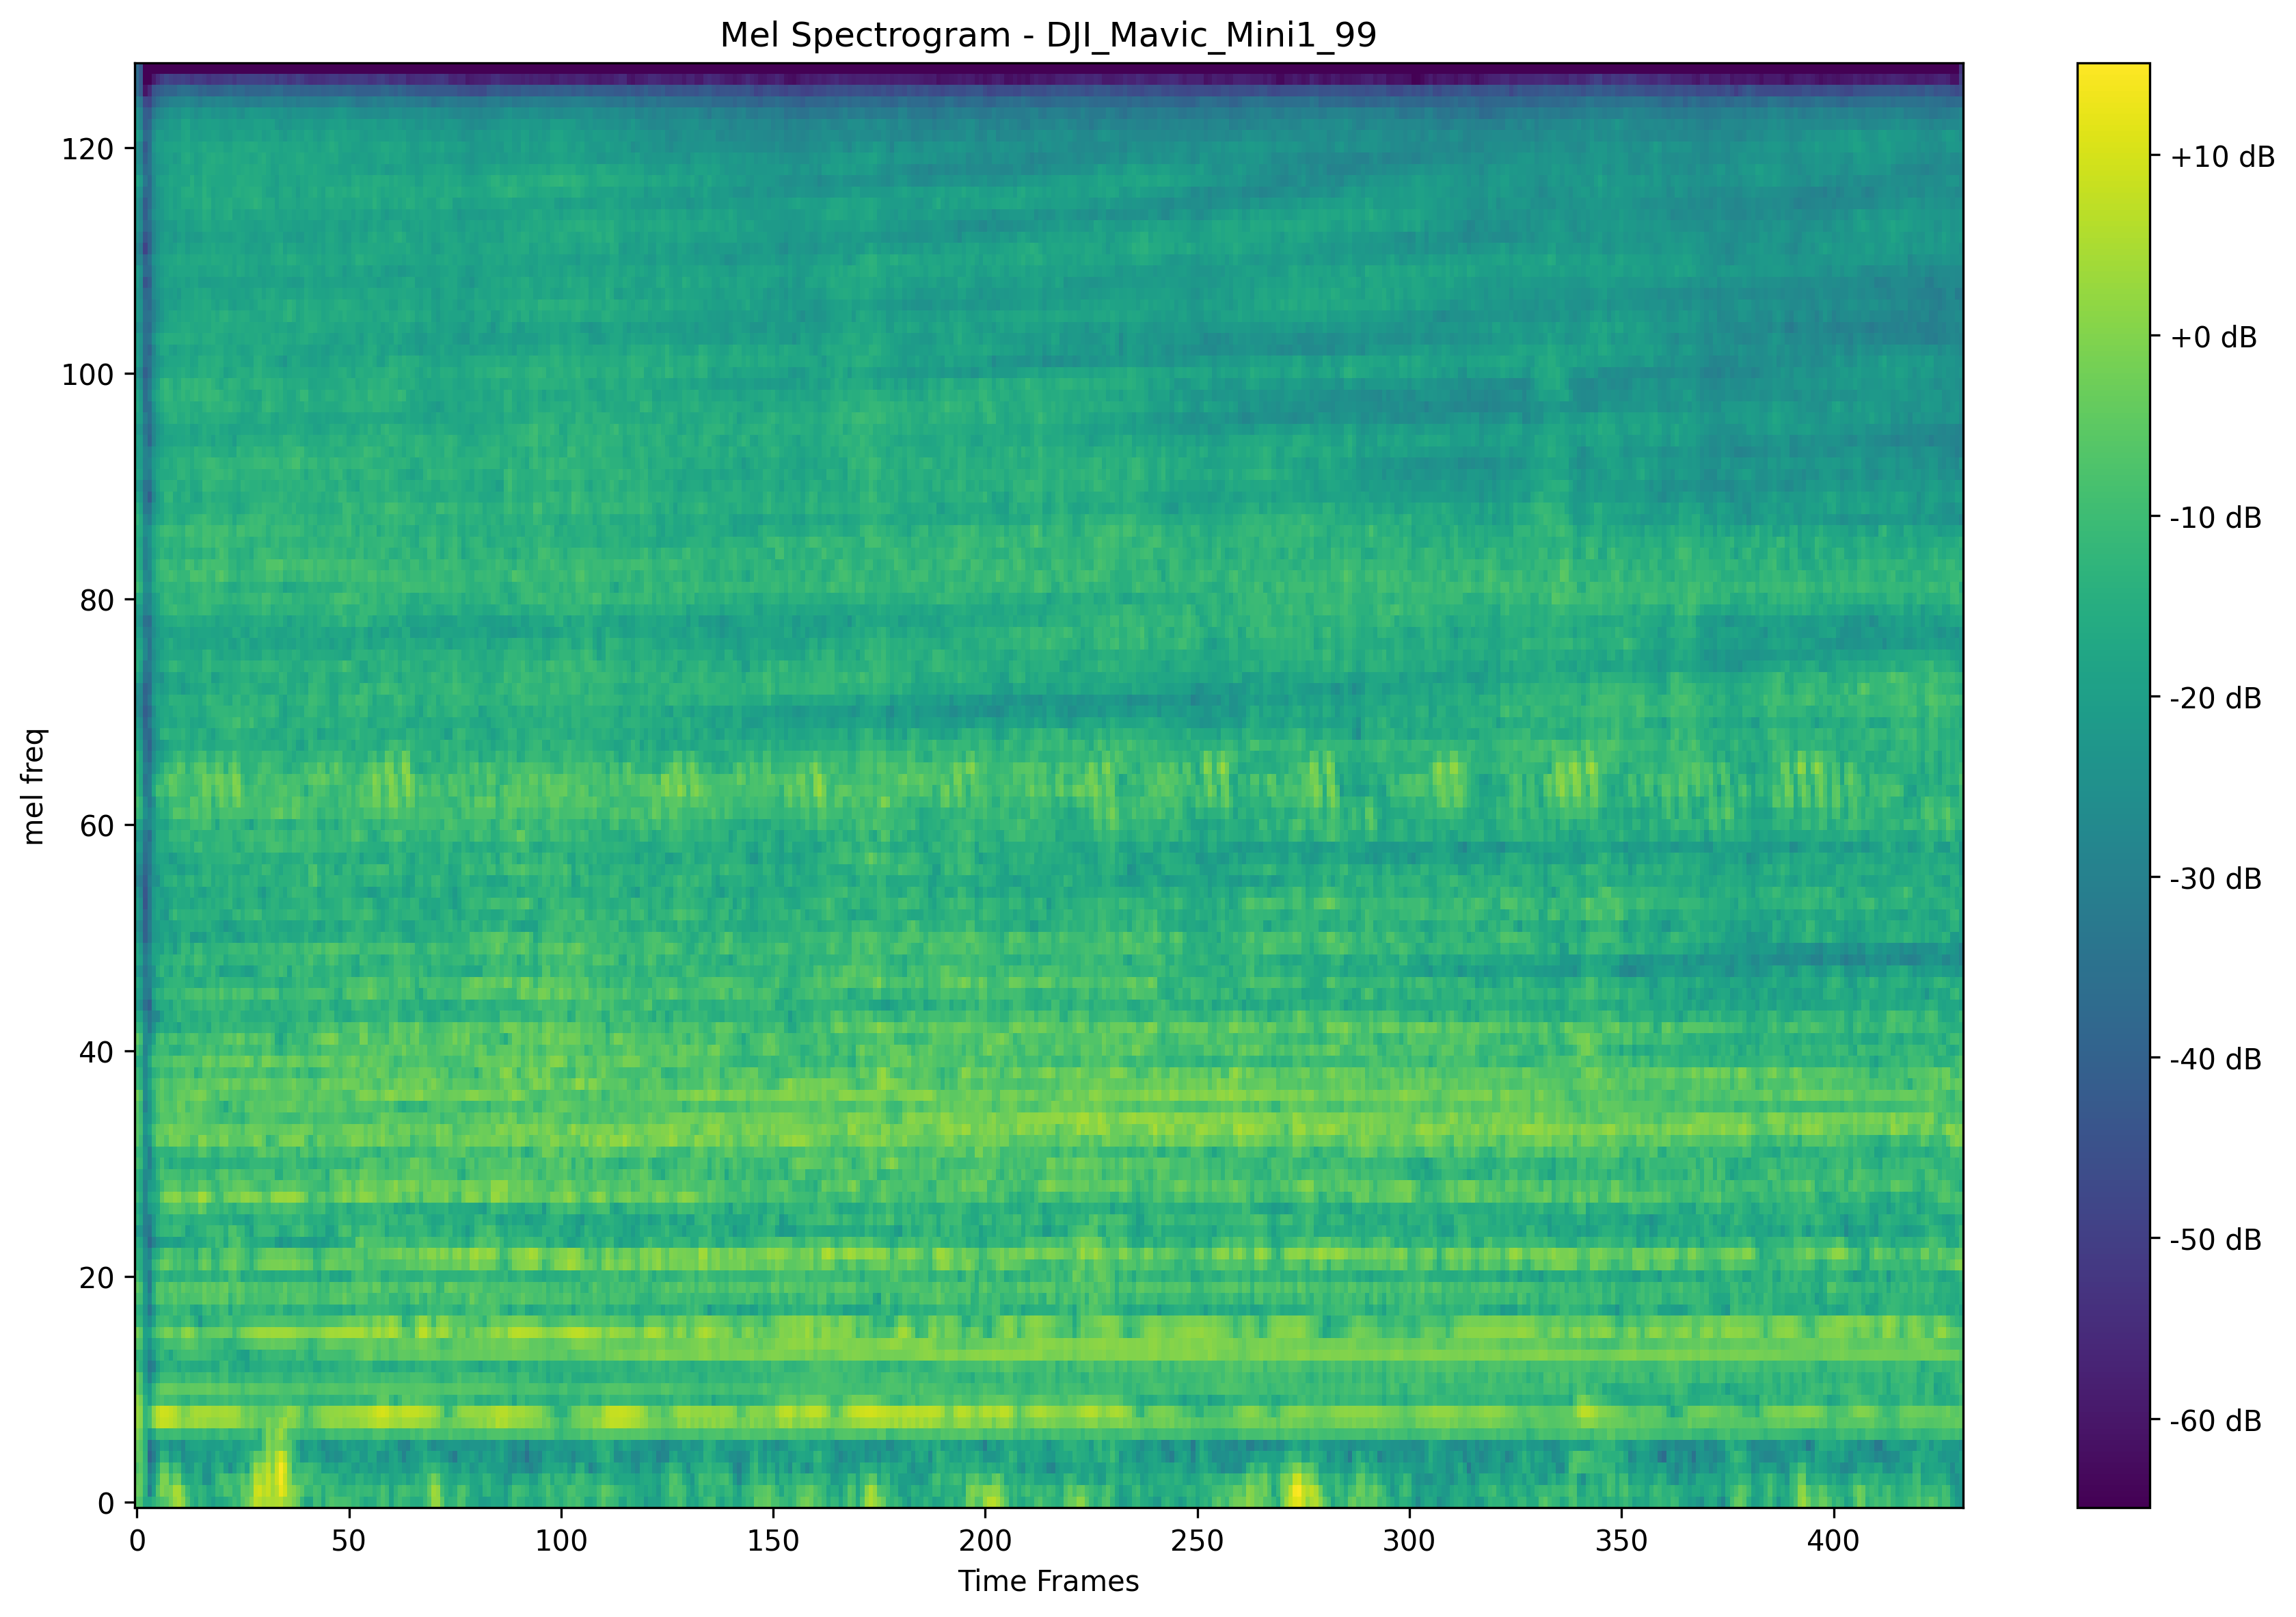 Mel Spectrogram - DJI_Mavic_Mini1_99
mel freq
120
100
80
60
40
20
0
0 50 100 150 200 250 300 350 400
Time Frames
+10 dB
+0 dB
-10 dB
-20 dB
-30 dB
-40 dB
-50 dB
-60 dB